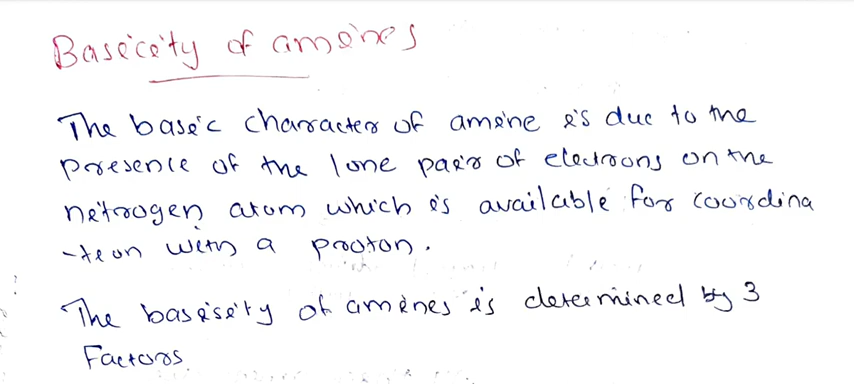 Basicity of amines
The basic character of amine is due to the
presence of the lone pair of electrons on the
nitrogen atom which is available for coordina
-tion with a proton.
The basisity of amines is determined by 3
Factors.